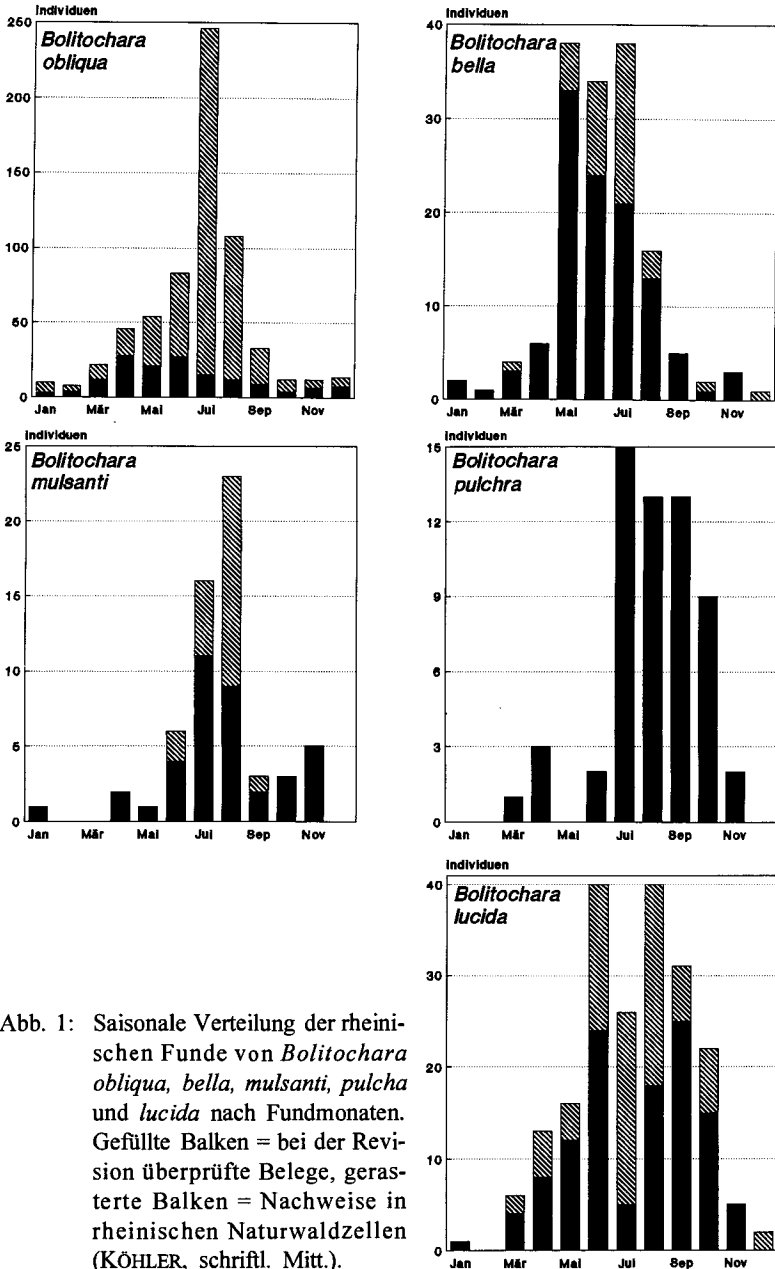 Individuen
Bolitochara
obliqua
250
200
150
100
50
0
Jan Mär Mai Jul Sep Nov
Individuen
Bolitochara
bella
40
30
20
10
0
Jan Mär Mai Jul Sep Nov
Individuen
Bolitochara
mulsanti
25
20
15
10
5
0
Jan Mär Mai Jul Sep Nov
Individuen
Bolitochara
pulchra
15
12
9
6
3
0
Jan Mär Mai Jul Sep Nov
Individuen
Bolitochara
lucida
40
30
20
10
0
Jan Mär Mai Jul Sep Nov
Abb. 1: Saisonale Verteilung der rheini-
schen Funde von Bolitochara
obliqua, bella, mulsanti, pulcha
und lucida nach Fundmonaten.
Gefüllte Balken = bei der Revi-
sion überprüfte Belege, geras-
terte Balken = Nachweise in
rheinischen Naturwaldzellen
(KÖHLER, schriftl. Mitt.).